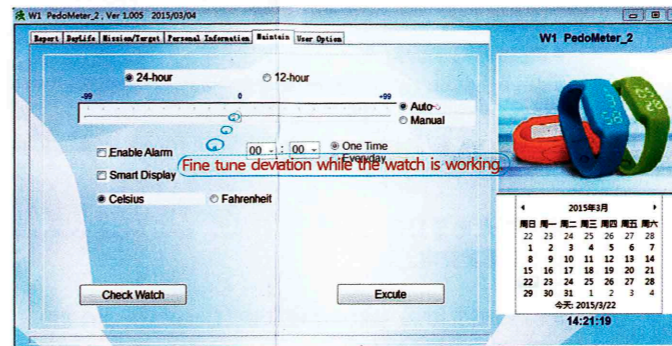 W1 PedoMeter_2 , Ver 1.005 2015/03/04
Report DayLife Mission/Target Personal Information Maintain User Option
W1 PedoMeter_2
24-hour 12-hour
-99 0 +99
Auto
Manual
Enable Alarm 00 : 00 One Time
Everyday
Fine tune deviation while the watch is working.
Smart Display
Celsius Fahrenheit
Check Watch Excute
2015年3月
周日 周一 周二 周三 周四 周五 周六
22 23 24 25 26 27 28
1 2 3 4 5 6 7
8 9 10 11 12 13 14
15 16 17 18 19 20 21
22 23 24 25 26 27 28
29 30 31 1 2 3 4
今天: 2015/3/22
14:21:19